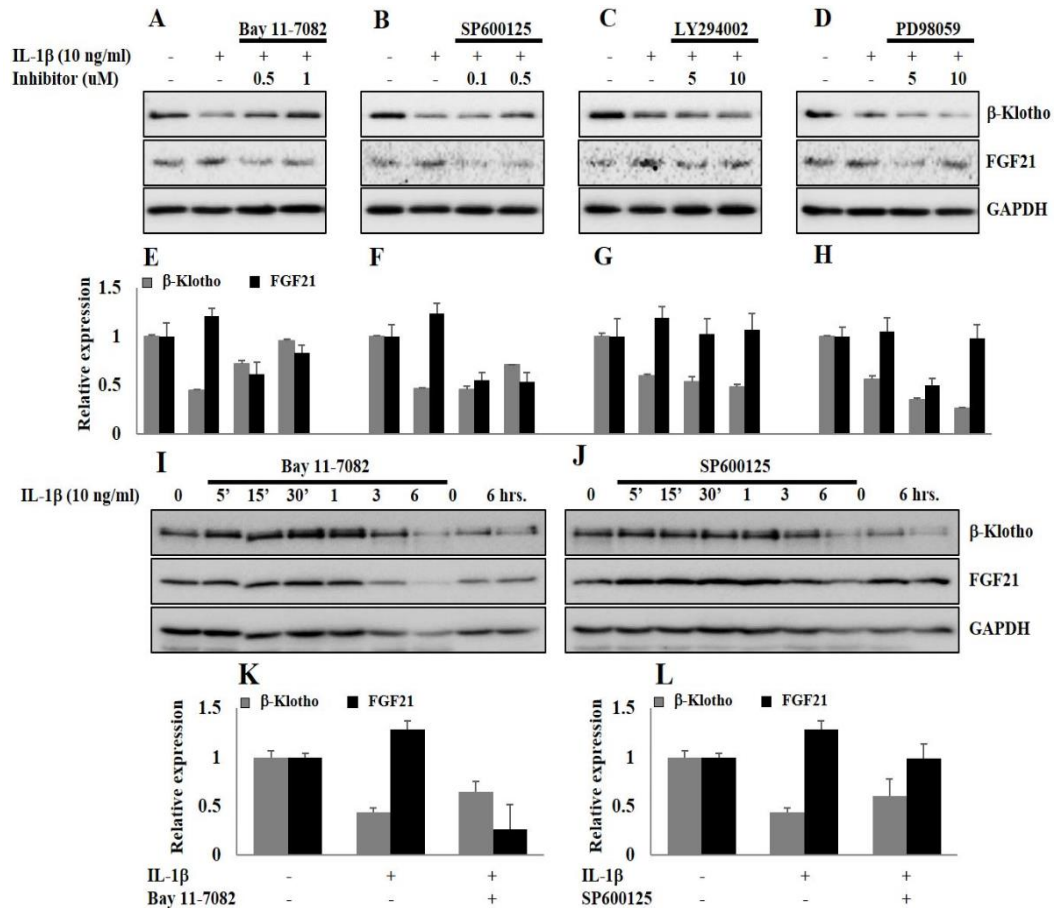 A B C D
Bay 11-7082 SP600125 LY294002 PD98059
IL-1β (10 ng/ml) - + + + - + + + - + + + - + + +
Inhibitor (uM) - - 0.5 1 - - 0.1 0.5 - - 5 10 - - 5 10
β-Klotho
FGF21
GAPDH
E F G H
β-Klotho FGF21
Relative expression
1.5
1
0.5
0
I J
Bay 11-7082 SP600125
IL-1β (10 ng/ml) 0 5’ 15’ 30’ 1 3 6 0 6 hrs. 0 5’ 15’ 30’ 1 3 6 0 6 hrs.
β-Klotho
FGF21
GAPDH
K L
β-Klotho FGF21 β-Klotho FGF21
Relative expression Relative expression
1.5 1.5
1 1
0.5 0.5
0 0
IL-1β - + + IL-1β - + +
Bay 11-7082 - - + SP600125 - - +